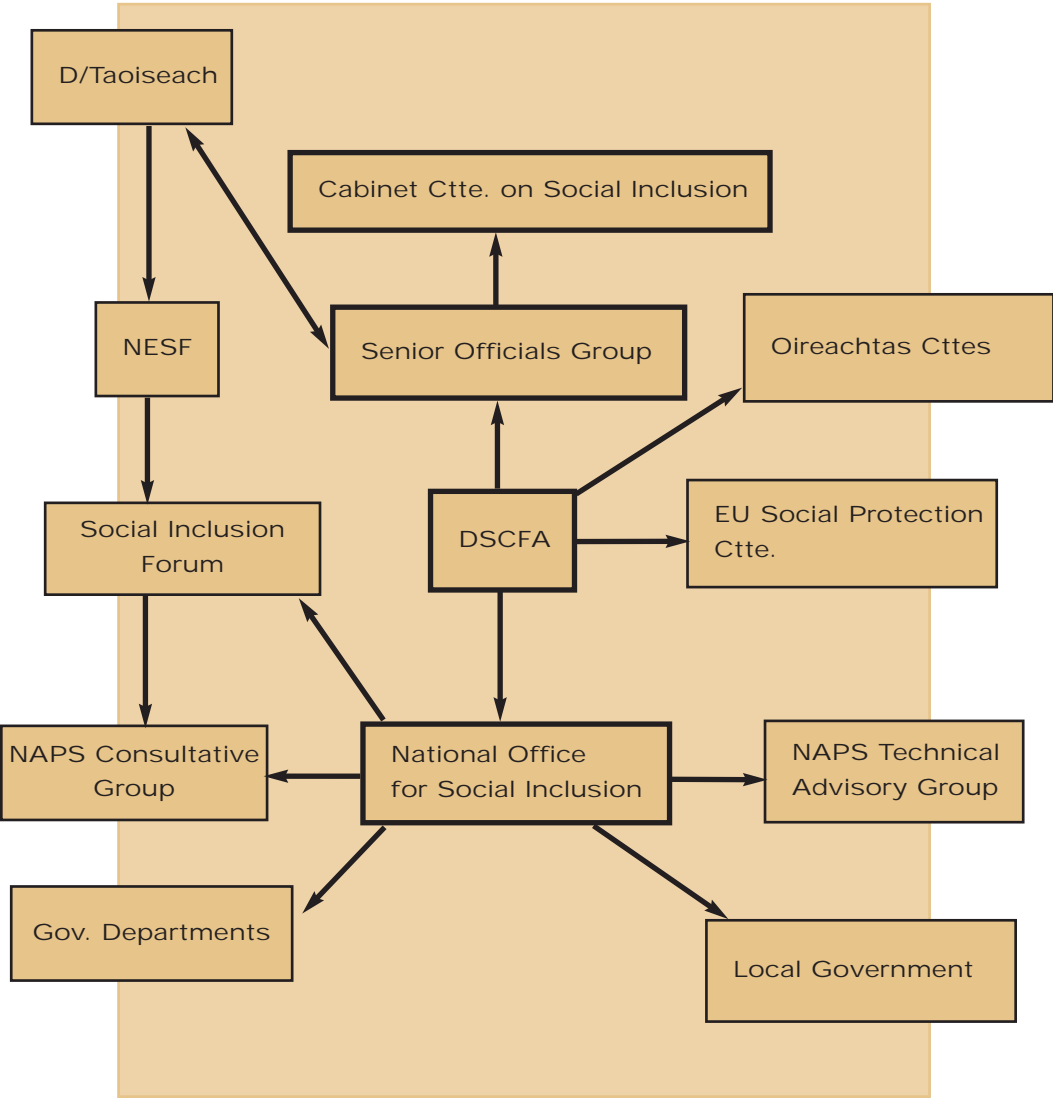 D/Taoiseach
Cabinet Ctte. on Social Inclusion
NESF
Senior Officials Group
Oireachtas Cttes
Social Inclusion
Forum
DSCFA
EU Social Protection
Ctte.
NAPS Consultative
Group
National Office
for Social Inclusion
NAPS Technical
Advisory Group
Gov. Departments
Local Government